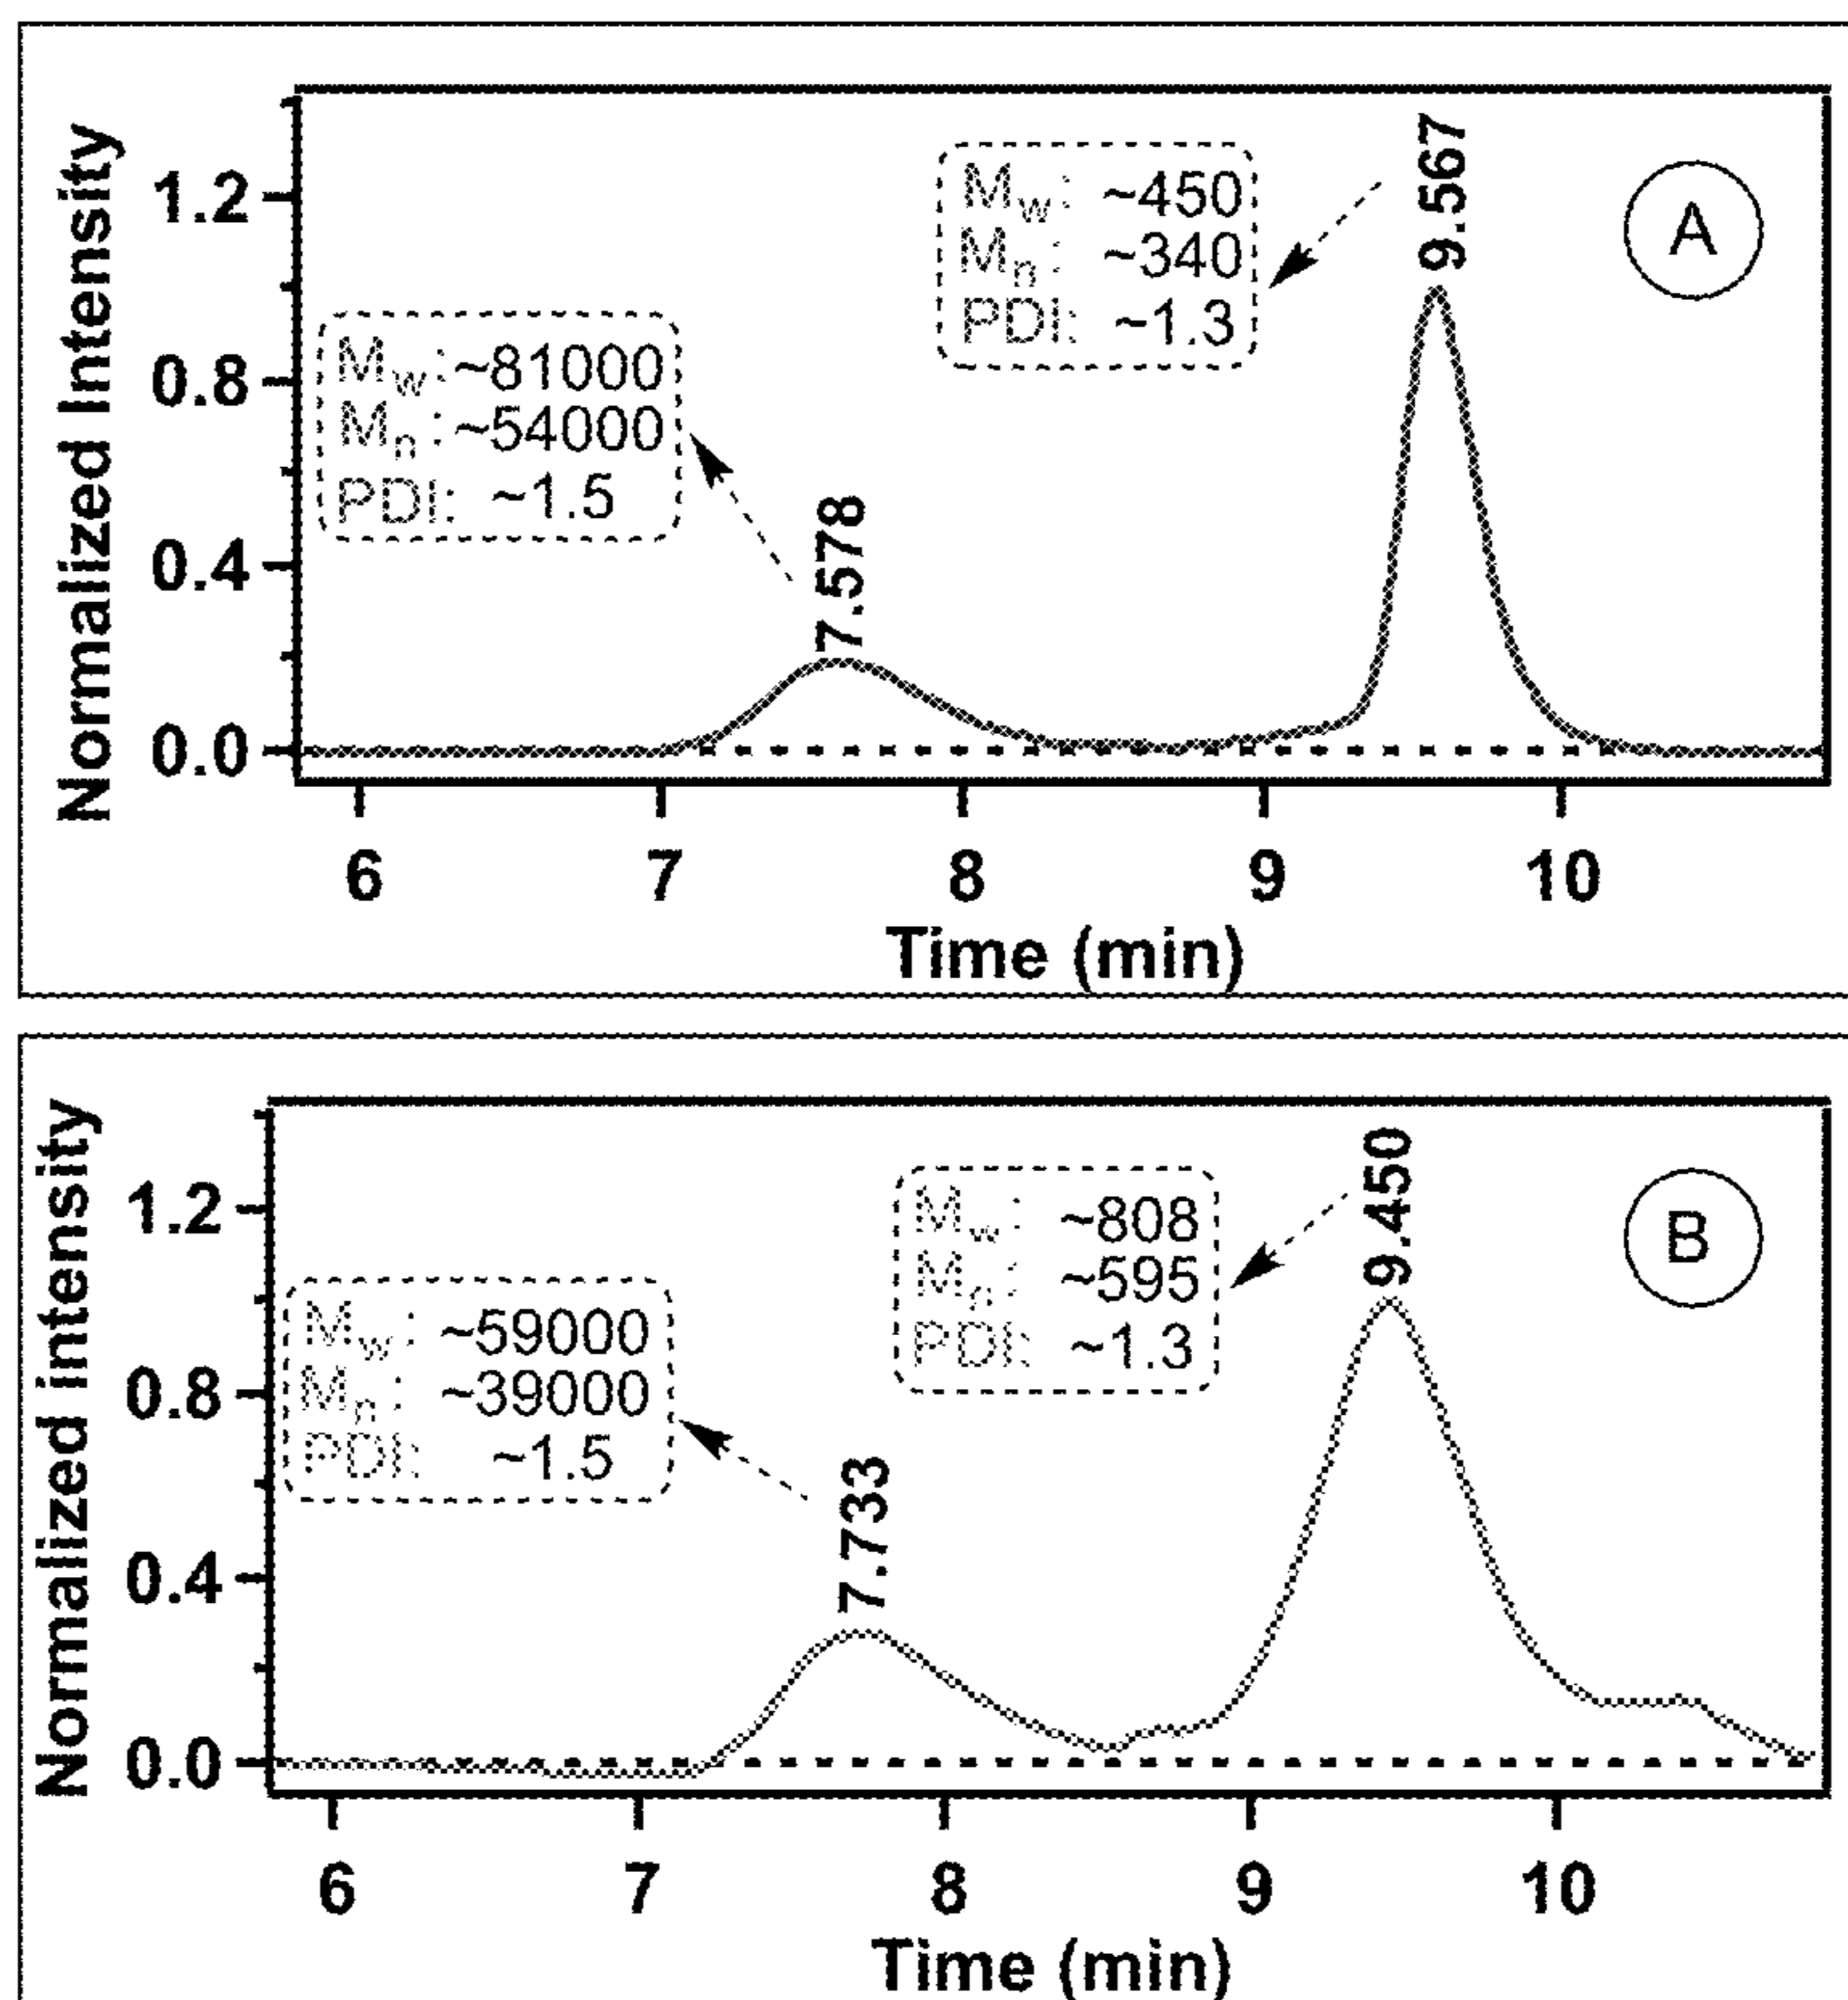 A
Normalized Intensity
1.2
0.8
0.4
0.0
Mw: ~450
Mn: ~340
PDI: ~1.3
9.567
Mw: ~81000
Mn: ~54000
PDI: ~1.5
7.578
6 7 8 9 10
Time (min)
B
Normalized intensity
1.2
0.8
0.4
0.0
Mw: ~808
Mn: ~595
PDI: ~1.3
9.450
Mw: ~59000
Mn: ~39000
PDI: ~1.5
7.733
6 7 8 9 10
Time (min)